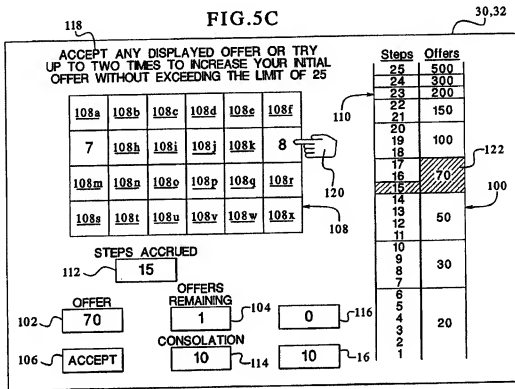 FIG.5C
30,32
118
ACCEPT ANY DISPLAYED OFFER OR TRY
UP TO TWO TIMES TO INCREASE YOUR INITIAL
OFFER WITHOUT EXCEEDING THE LIMIT OF 25
108a 108b 108c 108d 108e 108f
7 108h 108i 108j 108k 8
108m 108n 108o 108p 108q 108r
108s 108t 108u 108v 108w 108x
120
108
STEPS ACCRUED
112 15
OFFER
102 70
OFFERS
REMAINING
1 104
0 116
106 ACCEPT
CONSOLATION
10 114
10 16
Steps Offers
25 500
24 300
23 200
110
22 150
21
20
19 100
18
17
16 70
15
122
100
14
13 50
12
11
10
9 30
8
7
6
5
4 20
3
2
1